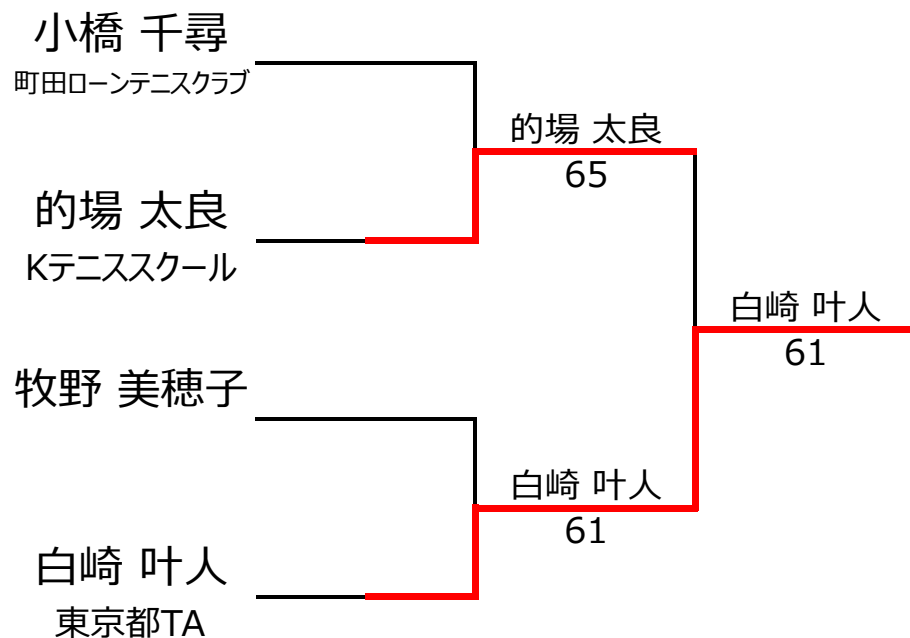 小橋 千尋
町田ローンテニスクラブ
的場 太良
65
的場 太良
Kテニススクール
白崎 叶人
61
牧野 美穂子
白崎 叶人
61
白崎 叶人
東京都TA